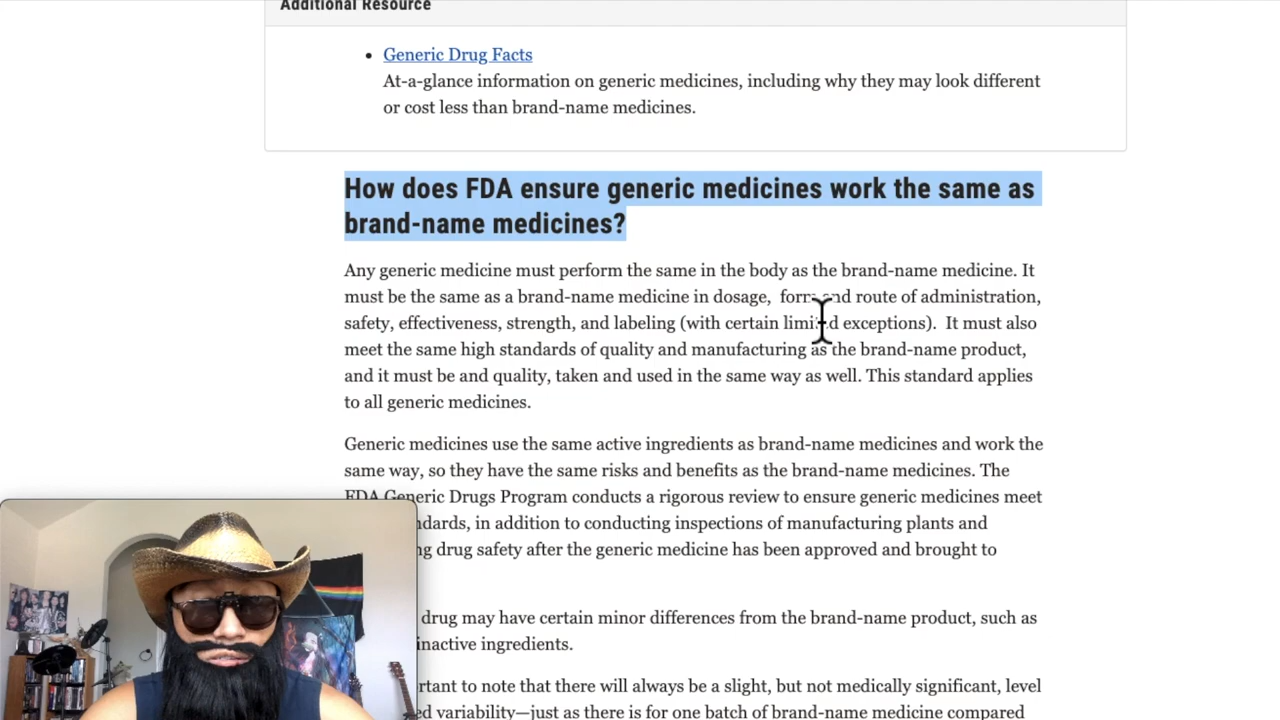 Additional Resource
Generic Drug Facts
At-a-glance information on generic medicines, including why they may look different
or cost less than brand-name medicines.
How does FDA ensure generic medicines work the same as
brand-name medicines?
Any generic medicine must perform the same in the body as the brand-name medicine. It
must be the same as a brand-name medicine in dosage, form and route of administration,
safety, effectiveness, strength, and labeling (with certain limited exceptions). It must also
meet the same high standards of quality and manufacturing as the brand-name product,
and it must be and quality, taken and used in the same way as well. This standard applies
to all generic medicines.
Generic medicines use the same active ingredients as brand-name medicines and work the
same way, so they have the same risks and benefits as the brand-name medicines. The
FDA Generic Drugs Program conducts a rigorous review to ensure generic medicines meet
in addition to conducting inspections of manufacturing plants and
drug safety after the generic medicine has been approved and brought to
drug may have certain minor differences from the brand-name product, such as
inactive ingredients.
to note that there will always be a slight, but not medically significant, level
variability—just as there is for one batch of brand-name medicine compared